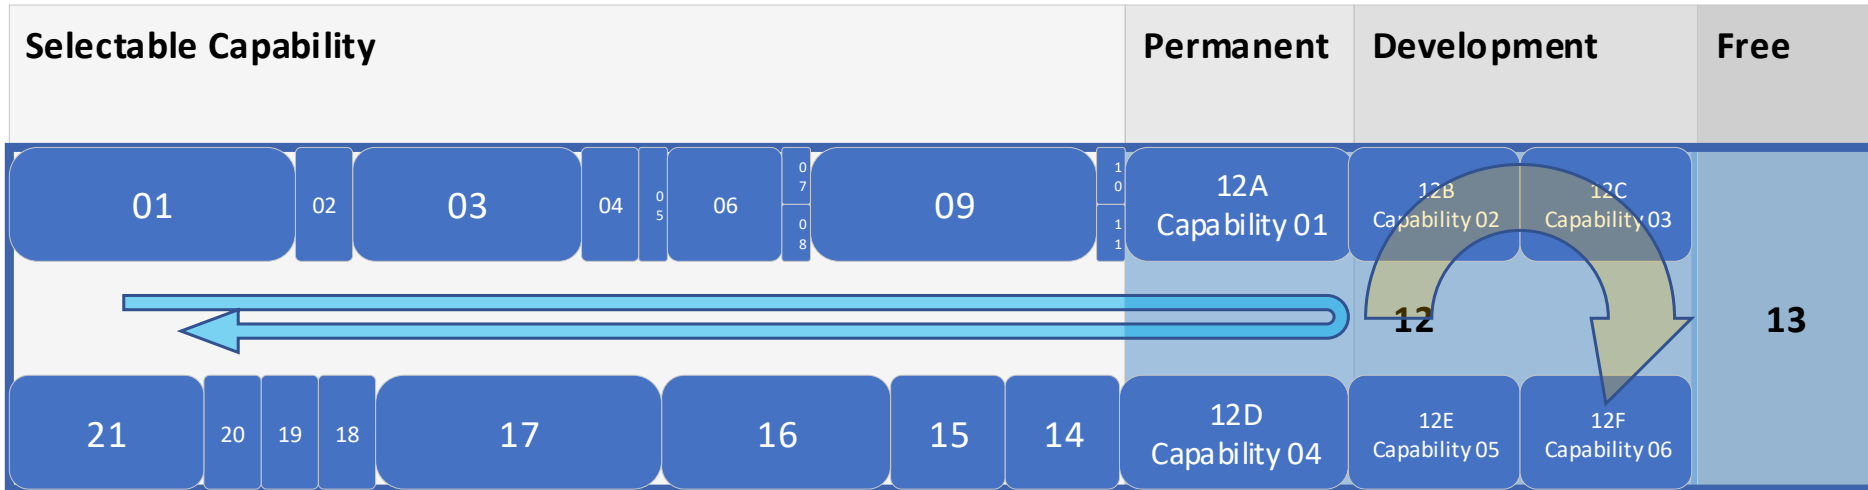 Selectable Capability
Permanent
Development
Free
01
02
03
04
05
06
07
08
09
10
11
12A
Capability 01
12B
Capability 02
12C
Capability 03
12
13
21
20
19
18
17
16
15
14
12D
Capability 04
12E
Capability 05
12F
Capability 06